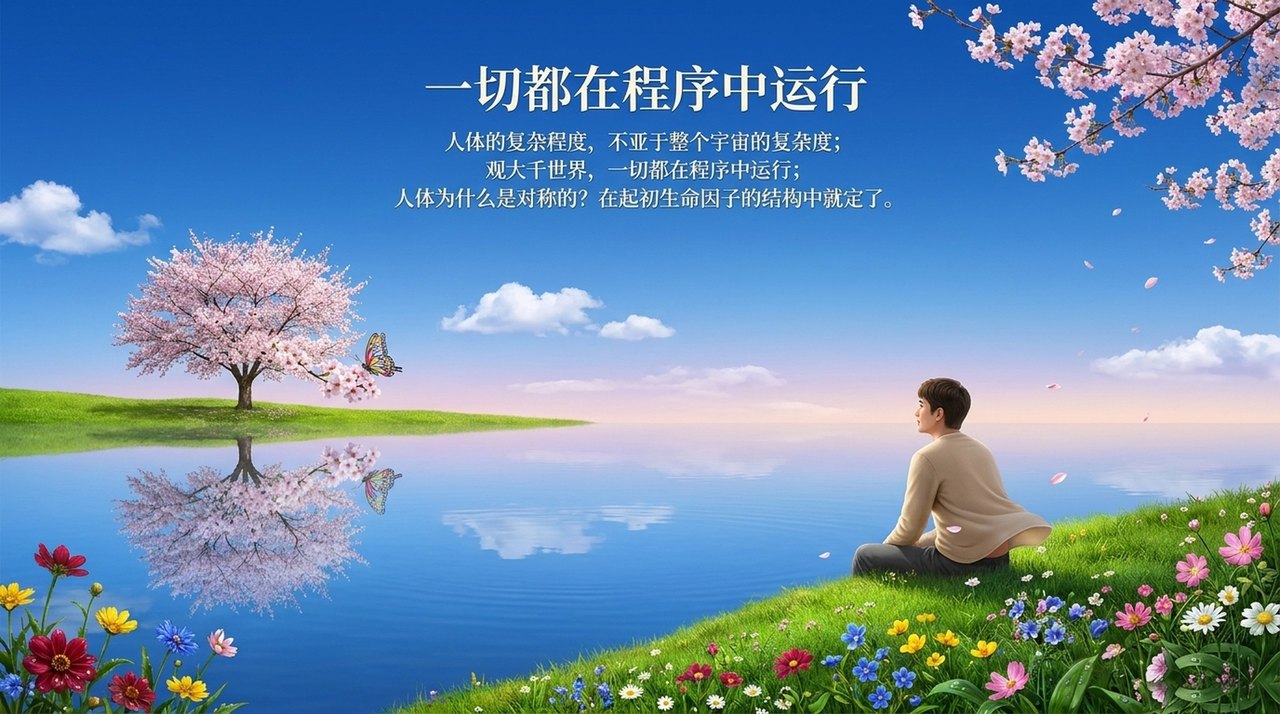 一切都在程序中运行
人体的复杂程度，不亚于整个宇宙的复杂度；
观大千世界，一切都在程序中运行；
人体为什么是对称的？在起初生命因子的结构中就定了。